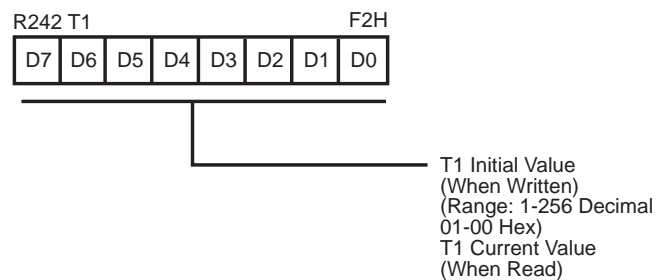 R242 T1 F2H
D7 D6 D5 D4 D3 D2 D1 D0
T1 Initial Value
(When Written)
(Range: 1-256 Decimal
01-00 Hex)
T1 Current Value
(When Read)